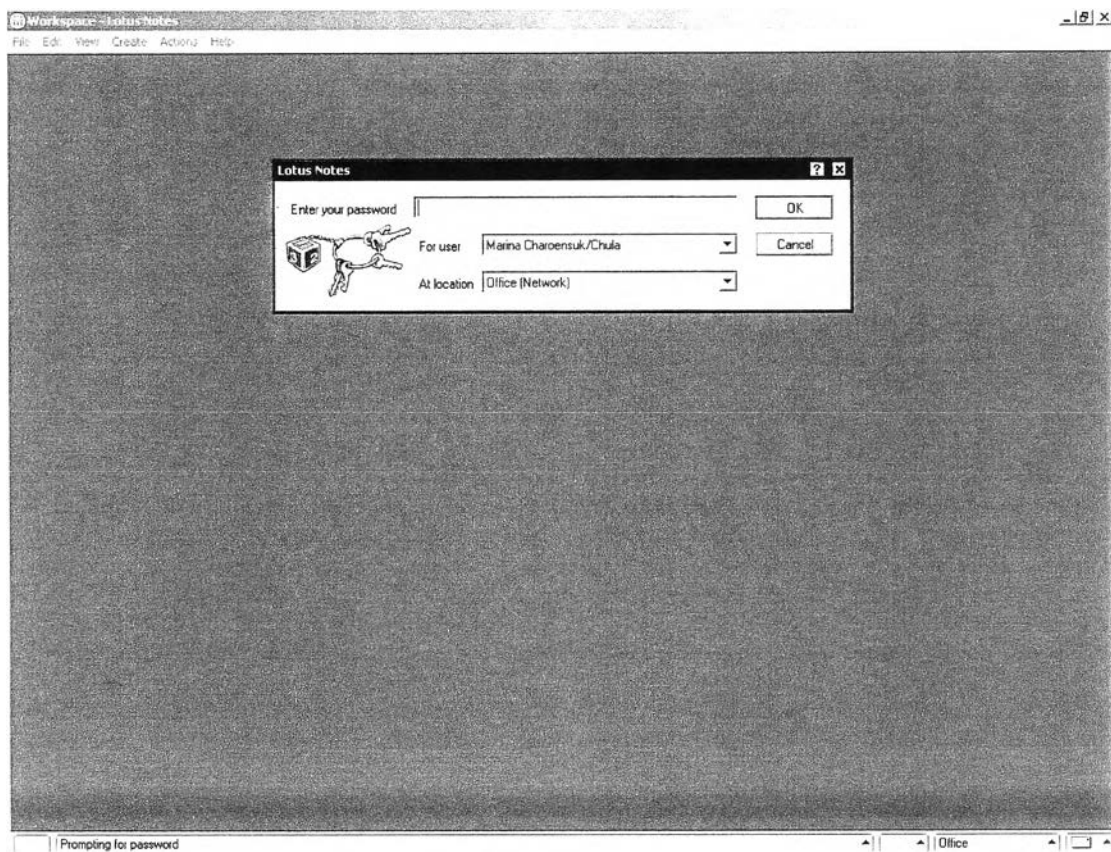 Workspace - Lotus Notes
File Edit View Create Actions Help
Lotus Notes
Enter your password
OK
For user Marina Charoensuk/Chula
Cancel
At location Office (Network)
Prompting for password
Office